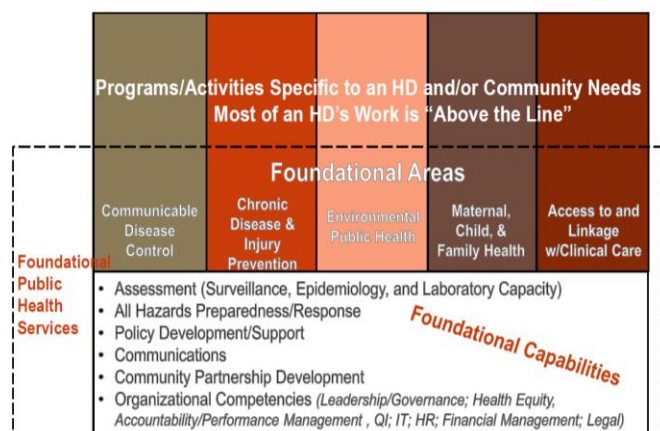 Programs/Activities Specific to an HD and/or Community Needs
Most of an HD's Work is “Above the Line”
Foundational Areas
Communicable
Disease
Control
Chronic
Disease &
Injury
Prevention
Environmental
Public Health
Maternal,
Child, &
Family Health
Access to and
Linkage
w/Clinical Care
Foundational
Public
Health
Services
• Assessment (Surveillance, Epidemiology, and Laboratory Capacity)
• All Hazards Preparedness/Response
• Policy Development/Support
• Communications
• Community Partnership Development
• Organizational Competencies (Leadership/Governance; Health Equity,
Accountability/Performance Management , QI; IT; HR; Financial Management; Legal)
Foundational Capabilities